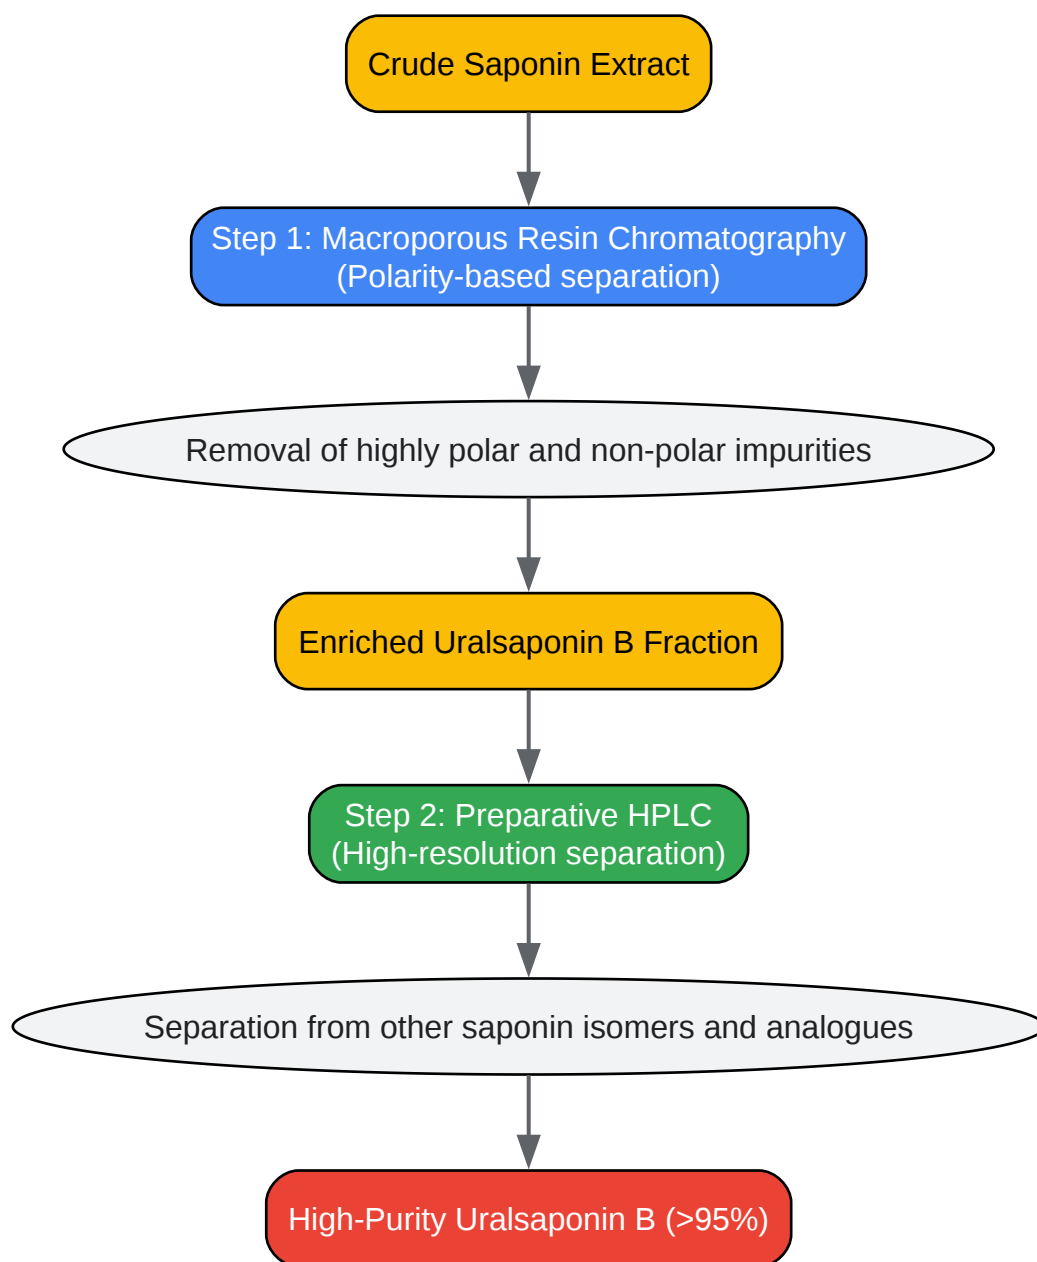 Crude Saponin Extract
Step 1: Macroporous Resin Chromatography
(Polarity-based separation)
Removal of highly polar and non-polar impurities
Enriched Uralsaponin B Fraction
Step 2: Preparative HPLC
(High-resolution separation)
Separation from other saponin isomers and analogues
High-Purity Uralsaponin B (>95%)